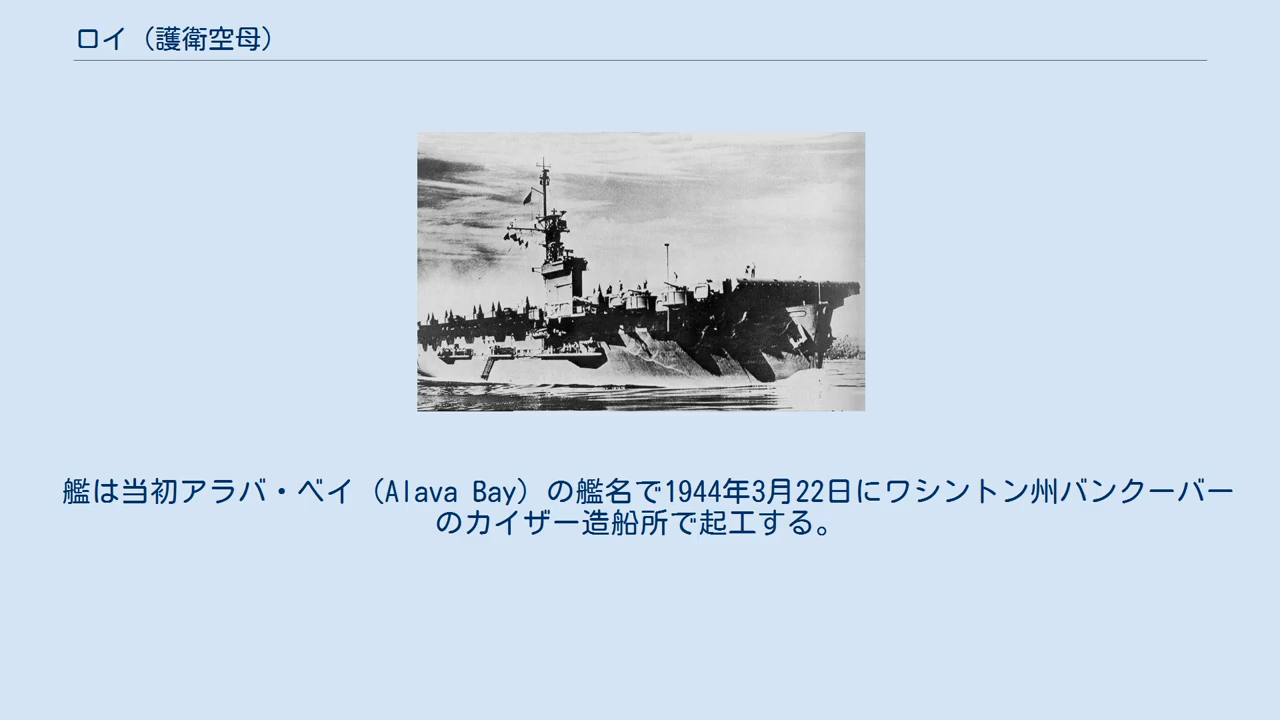 ロイ（護衛空母）
艦は当初アラバ・ベイ（Alava Bay）の艦名で1944年3月22日にワシントン州バンクーバー
のカイザー造船所で起工する。